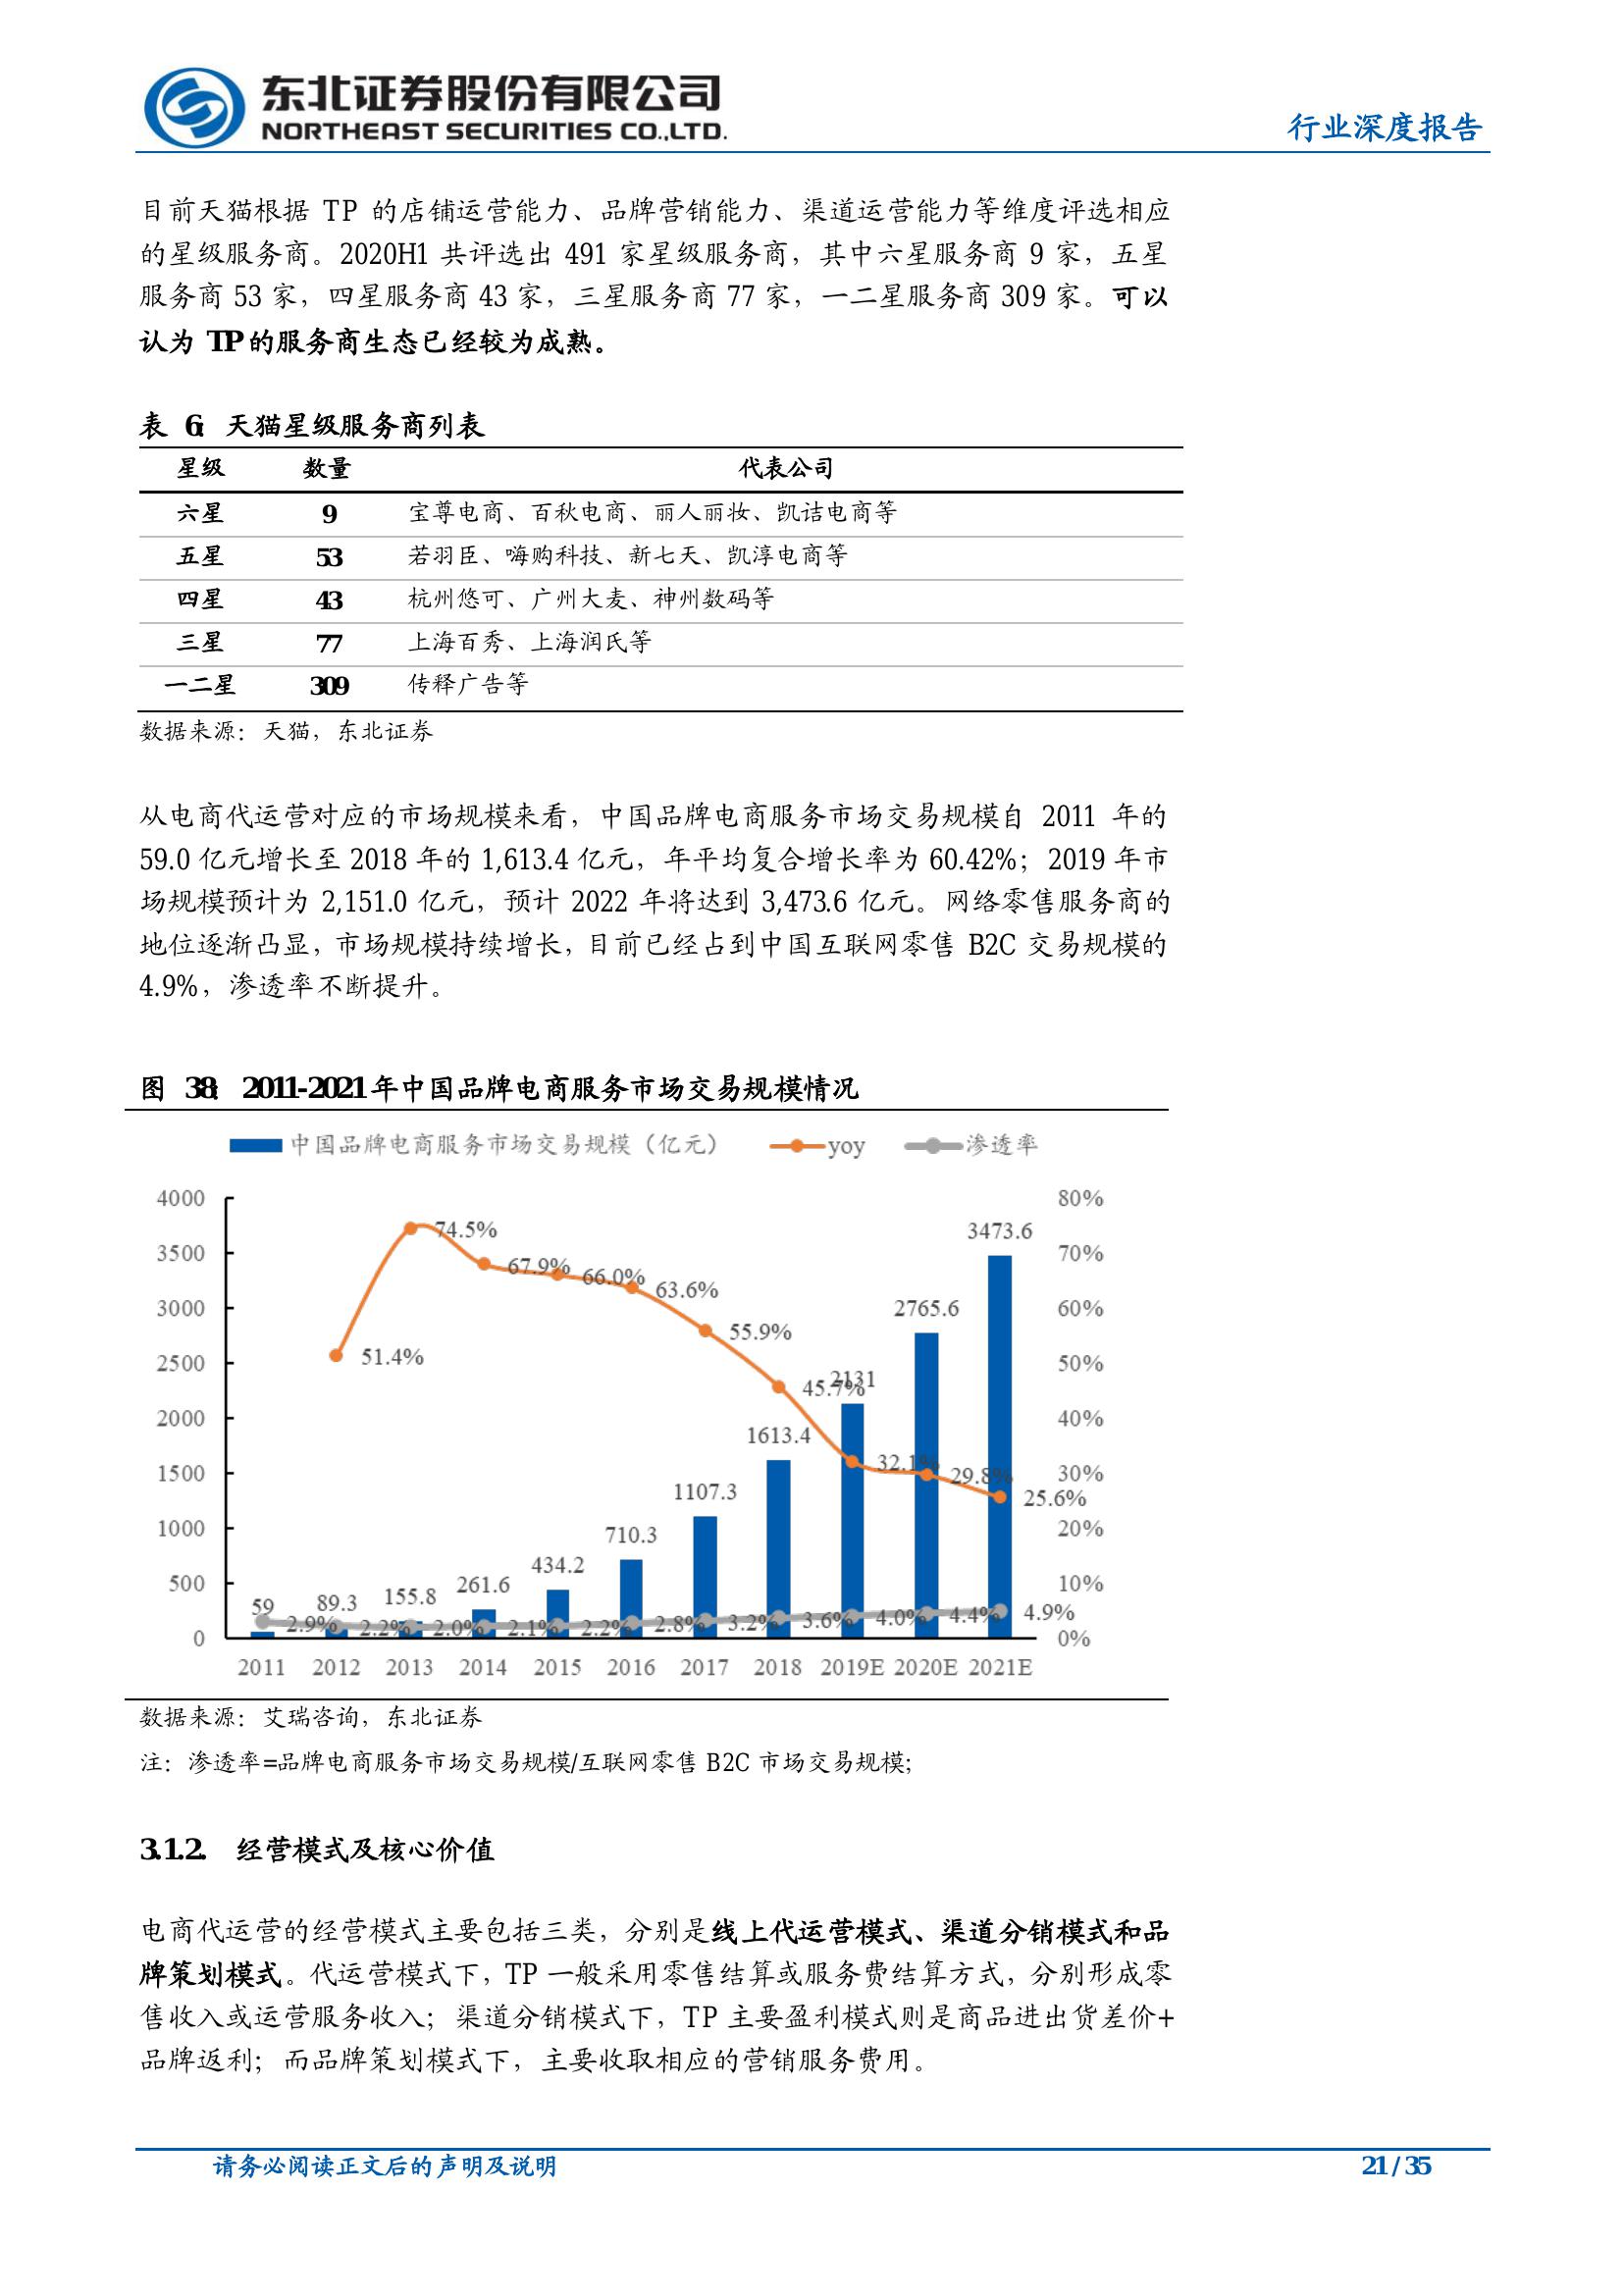 东北证券股份有限公司
NORTHEAST SECURITIES CO.,LTD.
行业深度报告
目前天猫根据 TP 的店铺运营能力、品牌营销能力、渠道运营能力等维度评选相应
的星级服务商。2020H1 共评选出 491 家星级服务商，其中六星服务商 9 家，五星
服务商 53 家，四星服务商 43 家，三星服务商 77 家，一二星服务商 309 家。可以
认为 TP 的服务商生态已经较为成熟。
表 6：天猫星级服务商列表
星级 数量 代表公司
六星 9 宝尊电商、百秋电商、丽人丽妆、凯诘电商等
五星 53 若羽臣、嗨购科技、新七天、凯淳电商等
四星 43 杭州悠可、广州大麦、神州数码等
三星 77 上海百秀、上海润氏等
一二星 309 传释广告等
数据来源：天猫，东北证券
从电商代运营对应的市场规模来看，中国品牌电商服务市场交易规模自 2011 年的
59.0 亿元增长至 2018 年的 1,613.4 亿元，年平均复合增长率为 60.42%；2019 年市
场规模预计为 2,151.0 亿元，预计 2022 年将达到 3,473.6 亿元。网络零售服务商的
地位逐渐凸显，市场规模持续增长，目前已经占到中国互联网零售 B2C 交易规模的
4.9%，渗透率不断提升。
图 38：2011-2021 年中国品牌电商服务市场交易规模情况
中国品牌电商服务市场交易规模（亿元） yoy 渗透率
4000 80%
3473.6
3500 74.5% 70%
67.9% 66.0% 63.6%
3000 2765.6 60%
55.9%
2500 51.4% 50%
45.7% 2131
2000 40%
1613.4
1500 32.1% 29.8% 30%
1107.3 25.6%
1000 20%
710.3
434.2
500 261.6 10%
59 89.3 155.8
2.9% 2.2% 2.0% 2.1% 2.2% 2.8% 3.2% 3.6% 4.0% 4.4% 4.9%
0 0%
2011 2012 2013 2014 2015 2016 2017 2018 2019E 2020E 2021E
数据来源：艾瑞咨询，东北证券
注：渗透率=品牌电商服务市场交易规模/互联网零售 B2C 市场交易规模;
3.1.2. 经营模式及核心价值
电商代运营的经营模式主要包括三类，分别是线上代运营模式、渠道分销模式和品
牌策划模式。代运营模式下，TP 一般采用零售结算或服务费结算方式，分别形成零
售收入或运营服务收入；渠道分销模式下，TP 主要盈利模式则是商品进出货差价+
品牌返利；而品牌策划模式下，主要收取相应的营销服务费用。
请务必阅读正文后的声明及说明
21 / 35